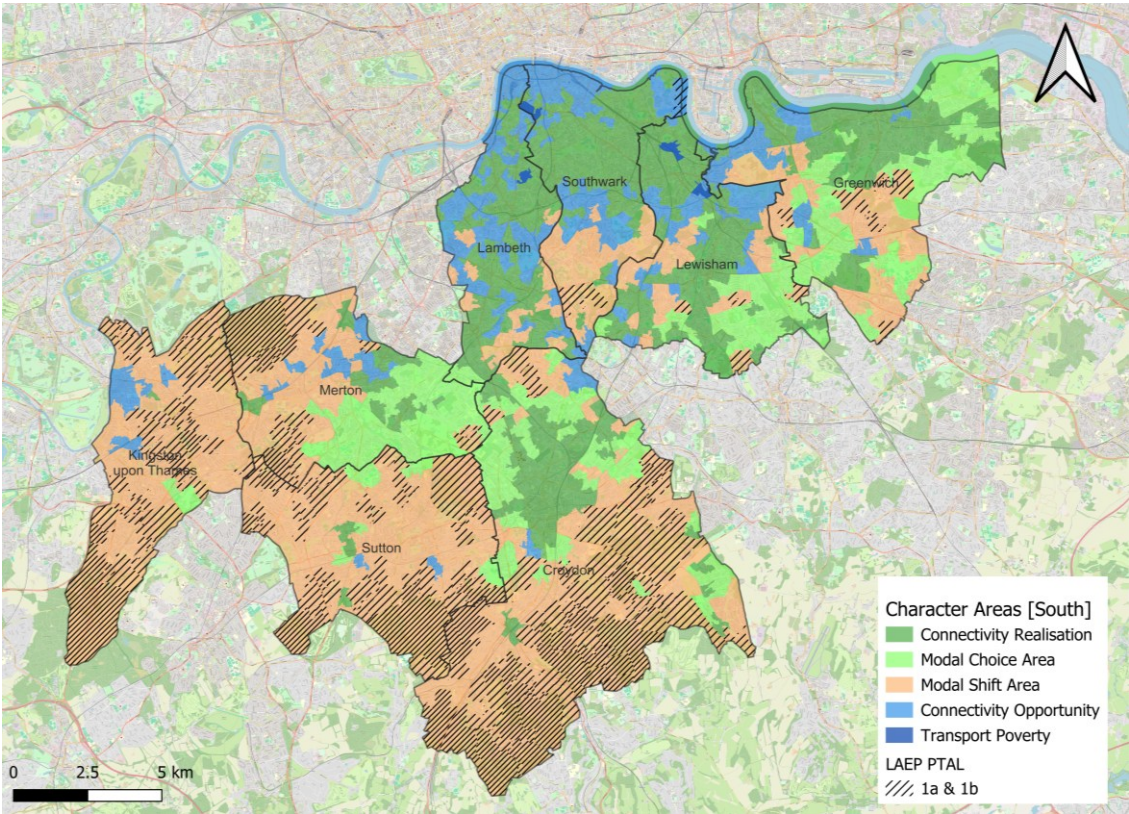 Southwark
Greenwich
Lambeth
Lewisham
Merton
Kingston
upon Thames
Sutton
Croydon
Character Areas [South]
Connectivity Realisation
Modal Choice Area
Modal Shift Area
Connectivity Opportunity
Transport Poverty
LAEP PTAL
1a & 1b
0 2.5 5 km